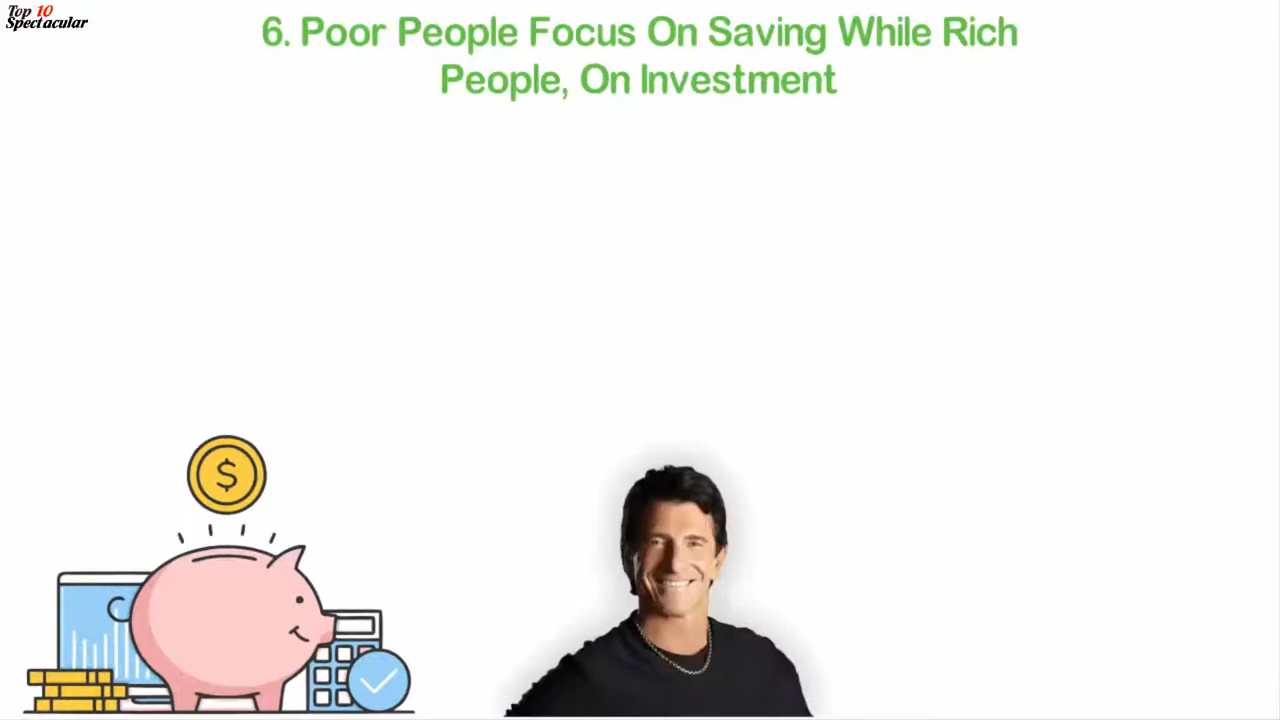 Top 10
Spectacular
6. Poor People Focus On Saving While Rich
People, On Investment
$